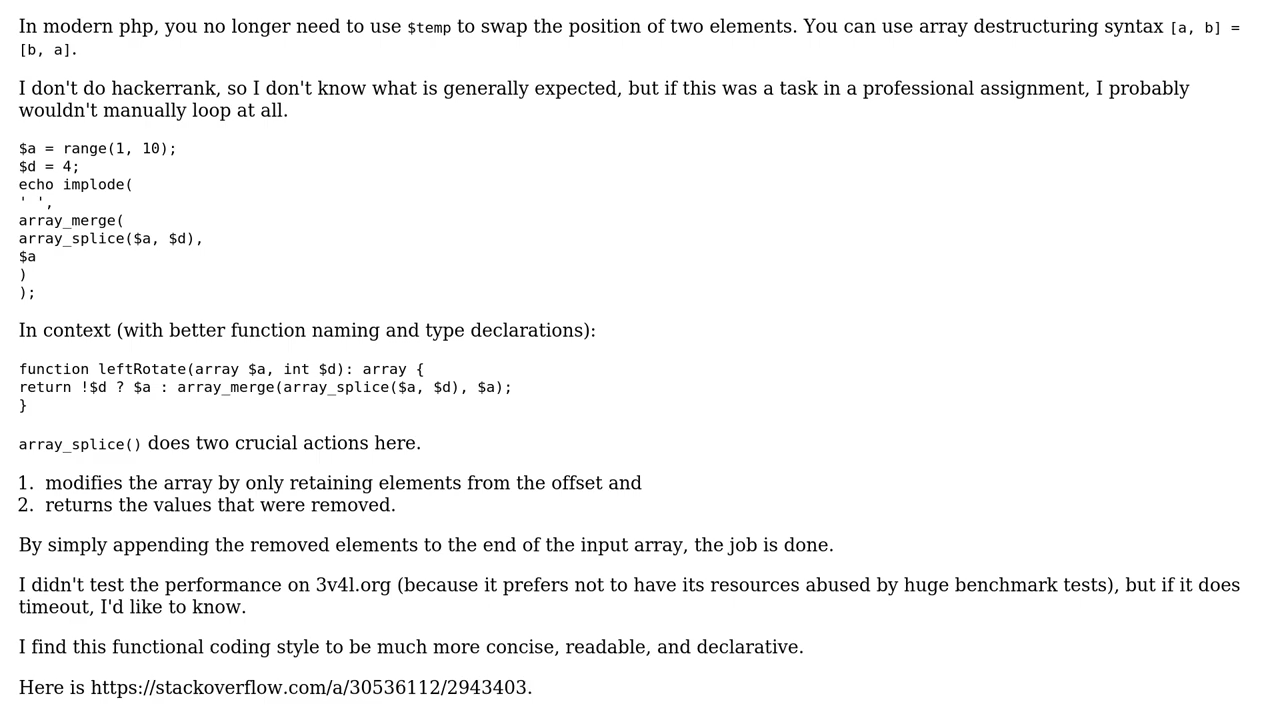 In modern php, you no longer need to use $temp to swap the position of two elements. You can use array destructuring syntax [a, b] =
[b, a].
I don't do hackerrank, so I don't know what is generally expected, but if this was a task in a professional assignment, I probably
wouldn't manually loop at all.
$a = range(1, 10);
$d = 4;
echo implode(
' ',
array_merge(
array_splice($a, $d),
$a
)
);
In context (with better function naming and type declarations):
function leftRotate(array $a, int $d): array {
return !$d ? $a : array_merge(array_splice($a, $d), $a);
}
array_splice() does two crucial actions here.
1. modifies the array by only retaining elements from the offset and
2. returns the values that were removed.
By simply appending the removed elements to the end of the input array, the job is done.
I didn't test the performance on 3v4l.org (because it prefers not to have its resources abused by huge benchmark tests), but if it does
timeout, I'd like to know.
I find this functional coding style to be much more concise, readable, and declarative.
Here is https://stackoverflow.com/a/30536112/2943403.